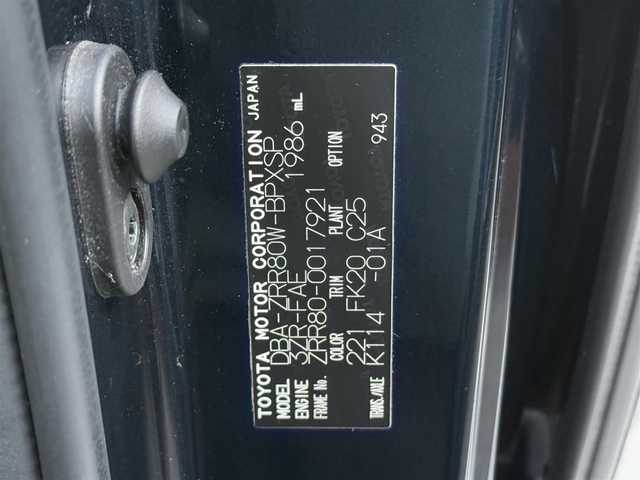 TOYOTA MOTOR CORPORATION JAPAN
MODEL DBA-ZRR80W-BPXSP
ENGINE 3ZR-FAE 1986 mL
FRAME No. ZRR80-0017921
COLOR TRIM PLANT OPTION
221 FK20 C25
TRANS./AXLE K114 -01A 943